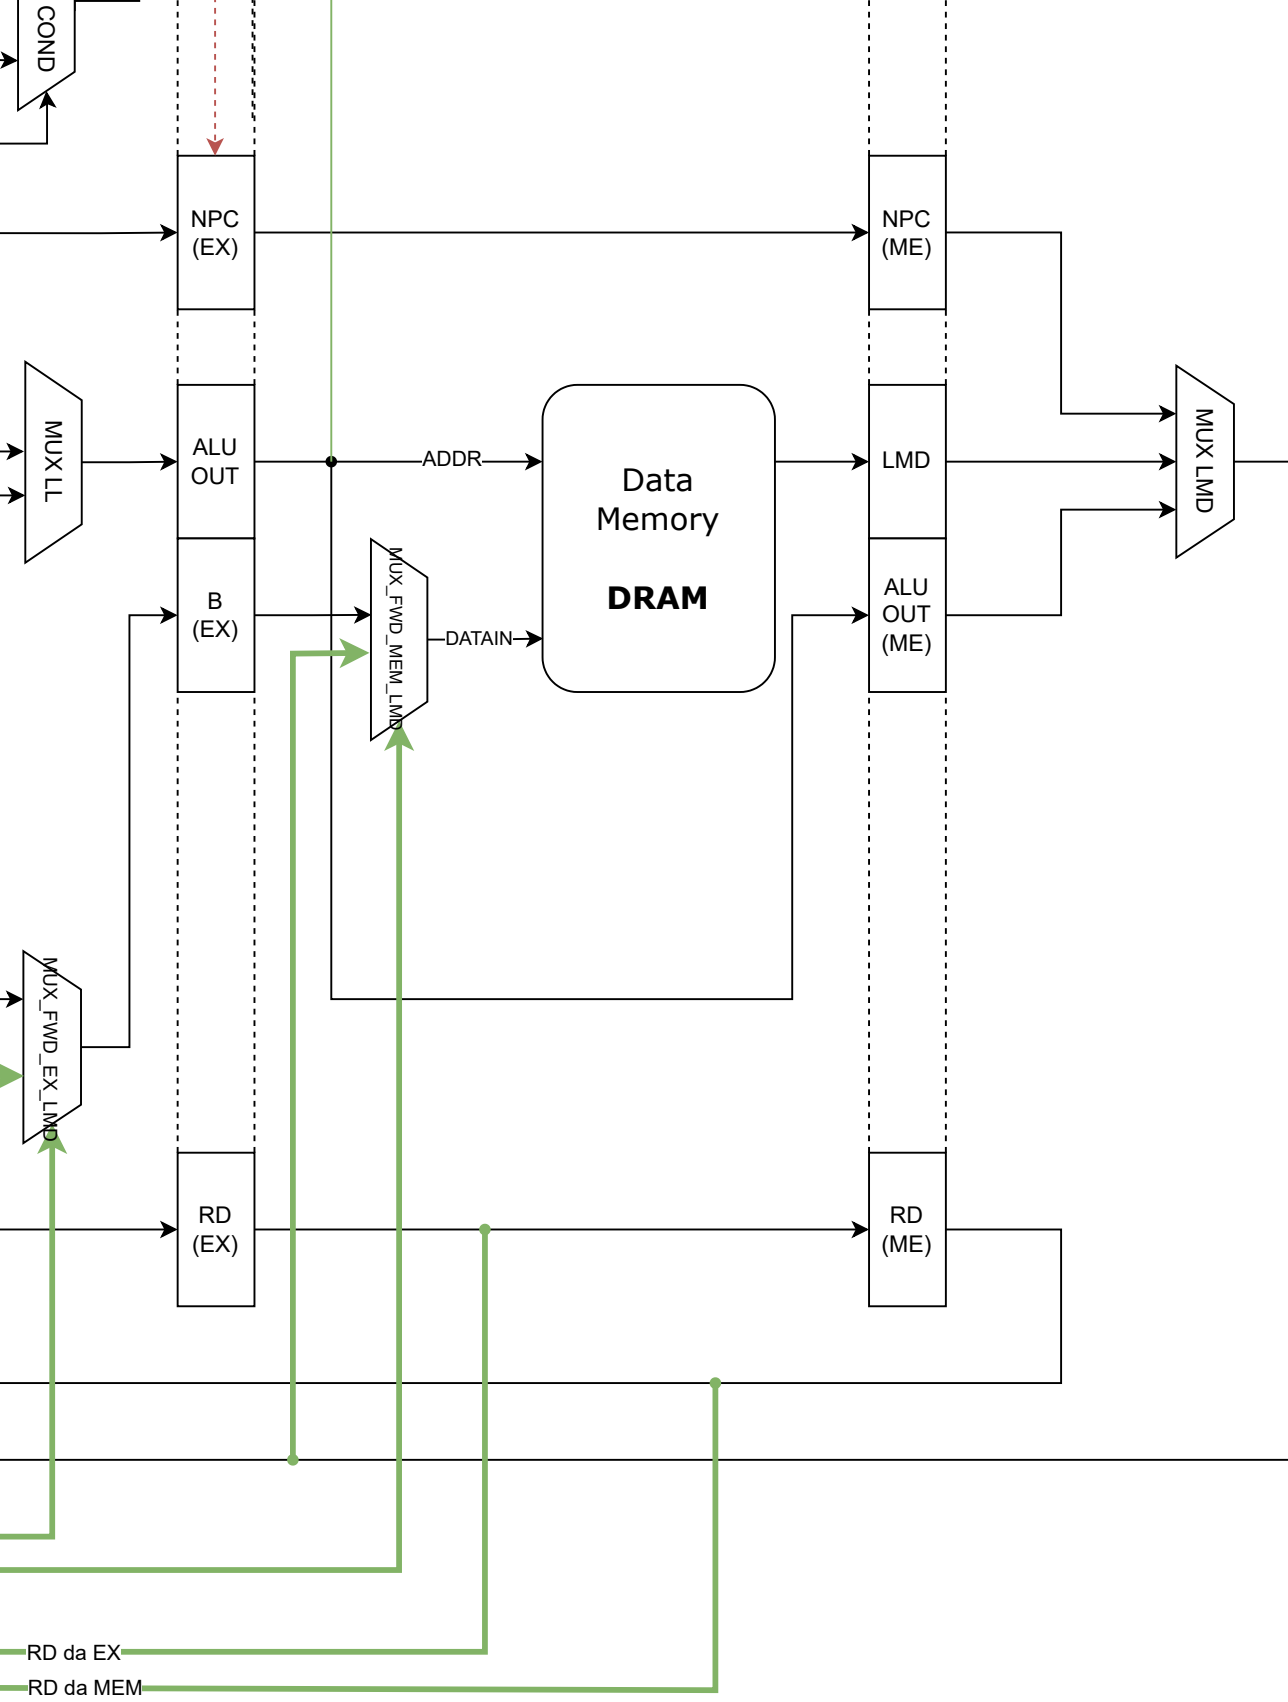 COND
NPC
(EX)
NPC
(ME)
MUX LL
ALU
OUT
ADDR
Data
Memory
DRAM
LMD
MUX LMD
B
(EX)
MUX_FWD_MEM_LMD
DATAIN
ALU
OUT
(ME)
MUX_FWD_EX_LMD
RD
(EX)
RD
(ME)
RD da EX
RD da MEM